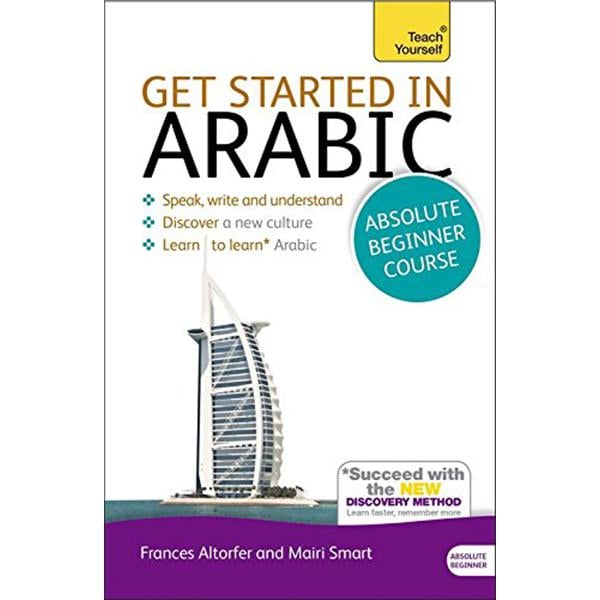 Teach®
Yourself
GET STARTED IN
ARABIC
Speak, write and understand
Discover a new culture
Learn to learn* Arabic
ABSOLUTE
BEGINNER
COURSE
*Succeed with
the NEW
DISCOVERY METHOD
Learn faster, remember more
Frances Altorfer and Mairi Smart
ABSOLUTE
BEGINNER